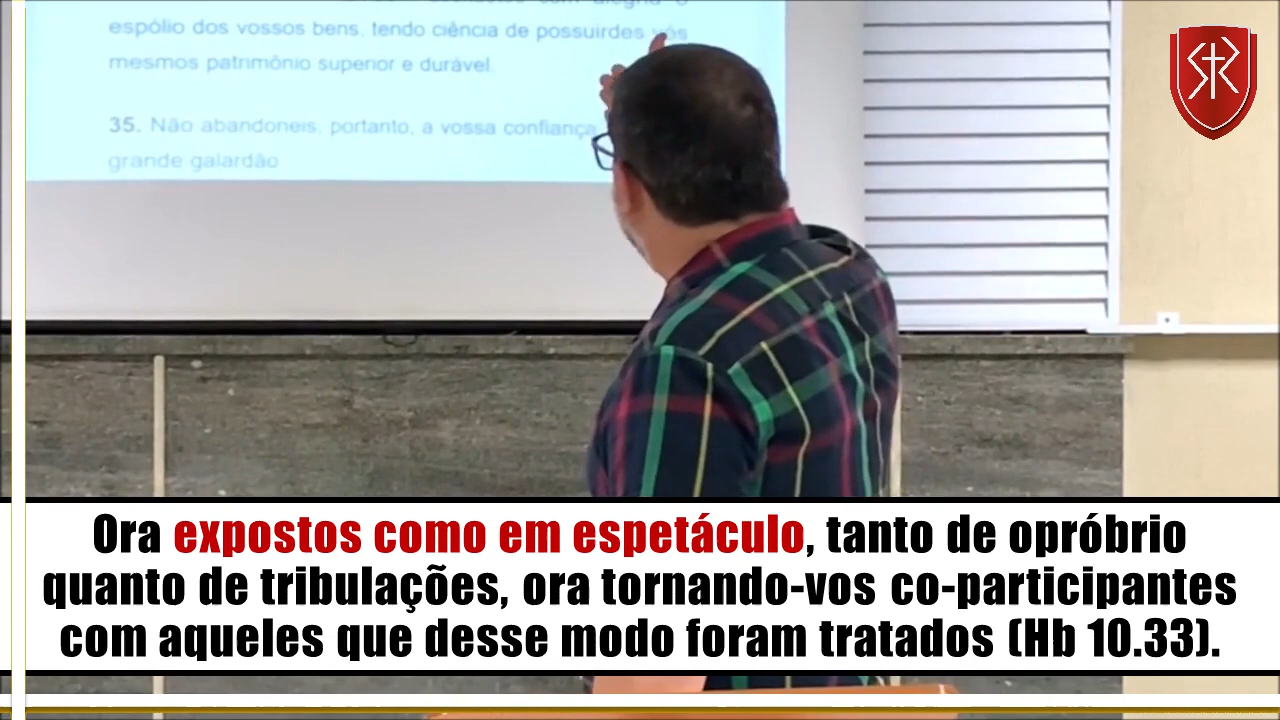 com alegria o
espólio dos vossos bens, tendo ciência de possuirdes vós
mesmos patrimônio superior e durável.
35. Não abandoneis, portanto, a vossa confiança
grande galardão
Ora expostos como em espetáculo, tanto de opróbrio
quanto de tribulações, ora tornando-vos co-participantes
com aqueles que desse modo foram tratados (Hb 10.33).